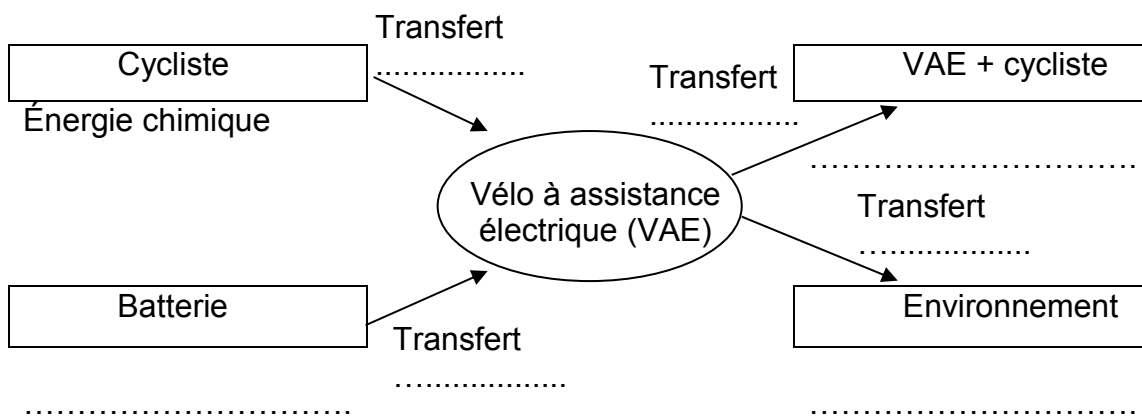 Transfert
.................
Cycliste
Énergie chimique
Transfert
.................
VAE + cycliste
...............................
Vélo à assistance
électrique (VAE)
Transfert
....................
Batterie
...............................
Transfert
....................
Environnement
...............................